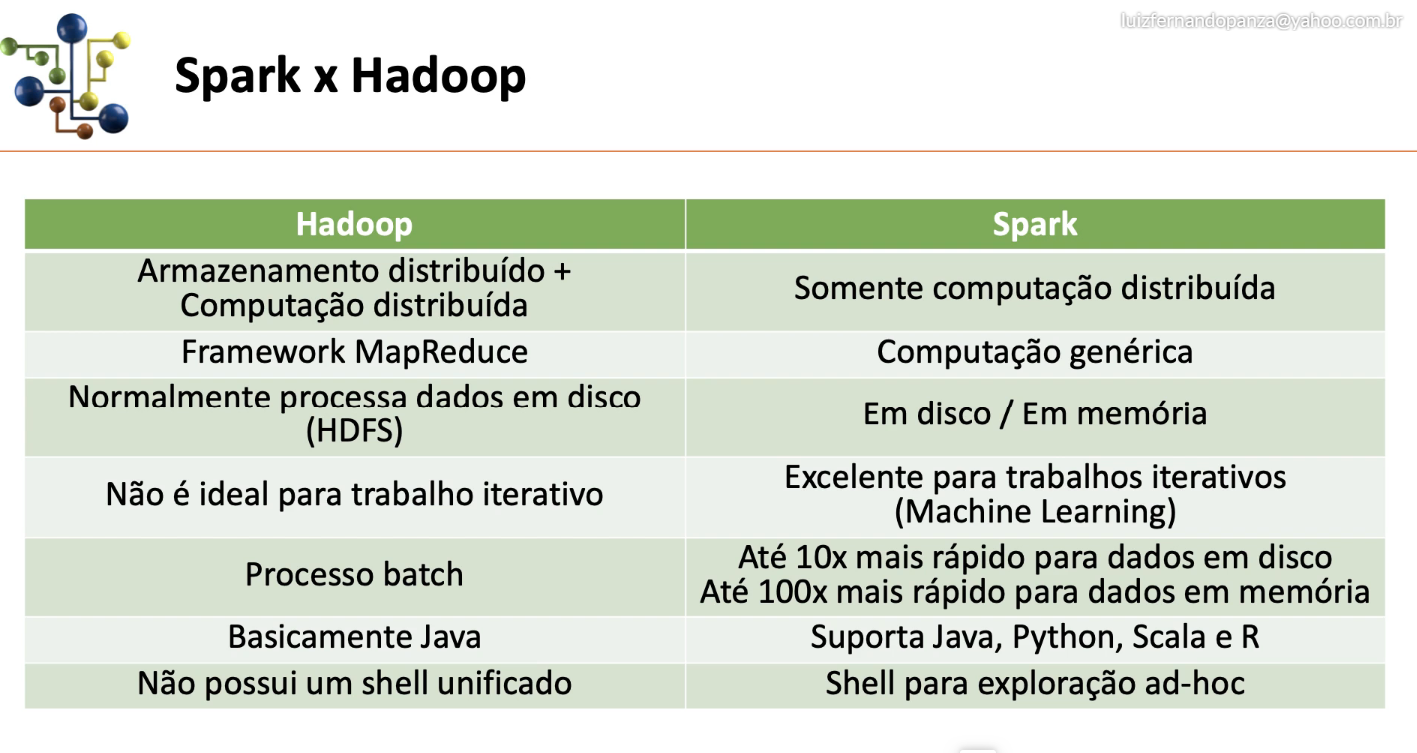 luizfernandopanza@yahoo.com.br
Spark x Hadoop
Hadoop
Spark
Armazenamento distribuído +
Computação distribuída
Somente computação distribuída
Framework MapReduce
Computação genérica
Normalmente processa dados em disco
(HDFS)
Em disco / Em memória
Não é ideal para trabalho iterativo
Excelente para trabalhos iterativos
(Machine Learning)
Processo batch
Até 10x mais rápido para dados em disco
Até 100x mais rápido para dados em memória
Basicamente Java
Suporta Java, Python, Scala e R
Não possui um shell unificado
Shell para exploração ad-hoc